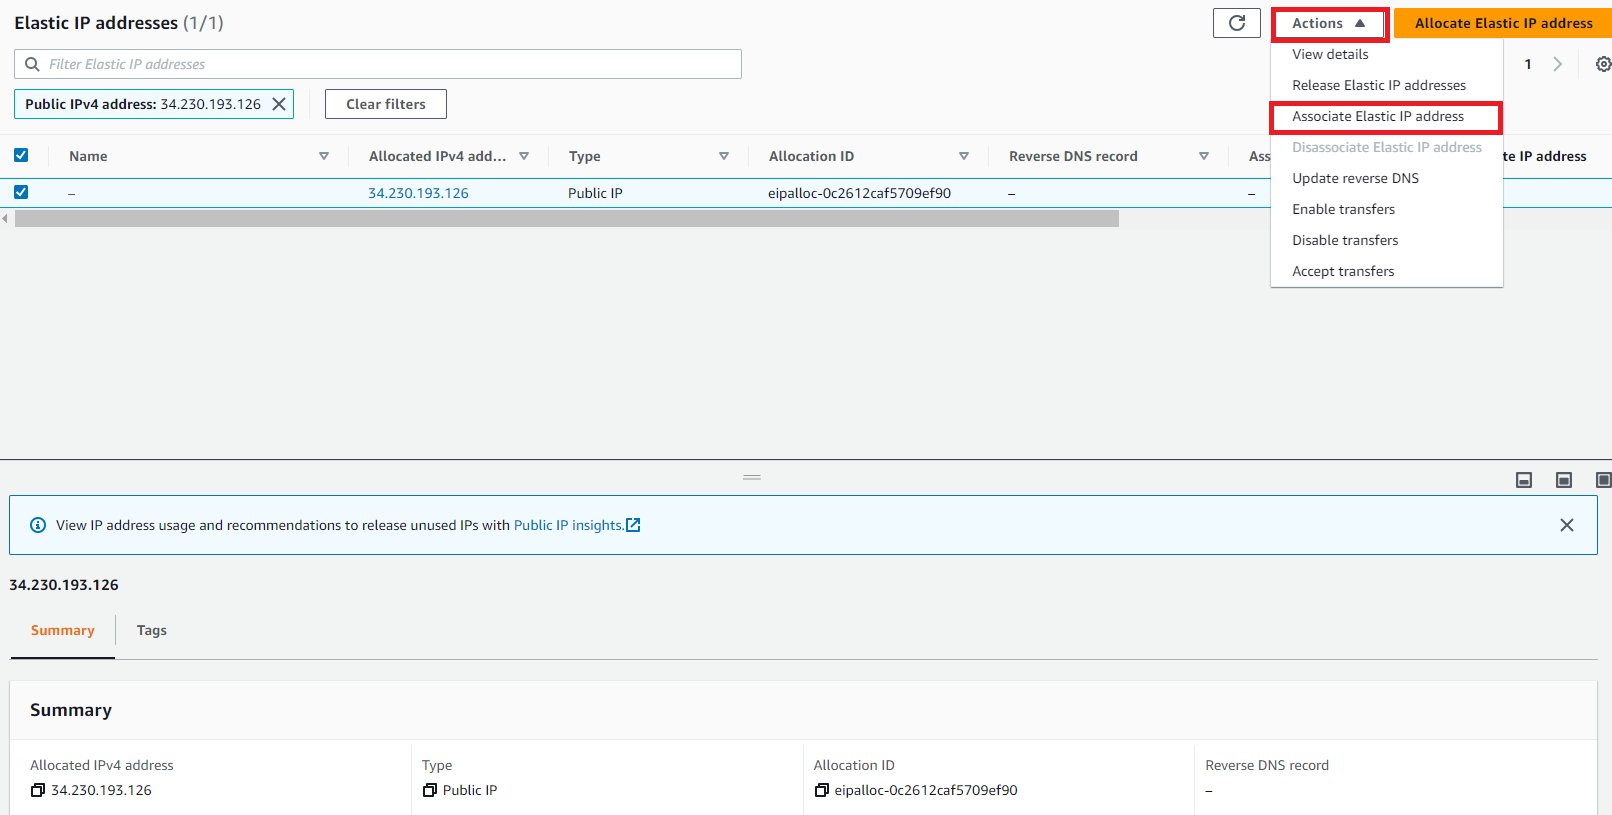 Elastic IP addresses (1/1)
Actions
Allocate Elastic IP address
Filter Elastic IP addresses
1
Public IPv4 address: 34.230.193.126
Clear filters
View details
Release Elastic IP addresses
Associate Elastic IP address
Disassociate Elastic IP address
Update reverse DNS
Enable transfers
Disable transfers
Accept transfers
Name
Allocated IPv4 add...
Type
Allocation ID
Reverse DNS record
Ass
te IP address
–
34.230.193.126
Public IP
eipalloc-0c2612caf5709ef90
–
–
View IP address usage and recommendations to release unused IPs with Public IP insights.
34.230.193.126
Summary
Tags
Summary
Allocated IPv4 address
34.230.193.126
Type
Public IP
Allocation ID
eipalloc-0c2612caf5709ef90
Reverse DNS record
–